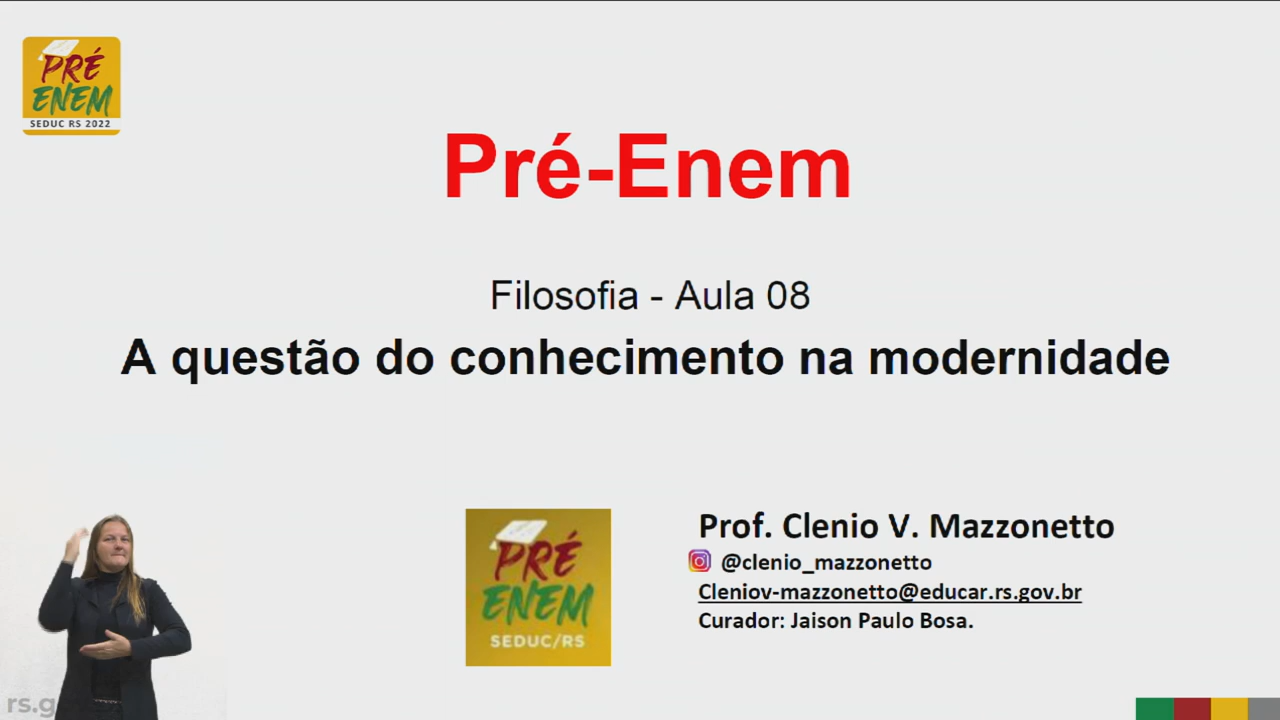 PRÉ
ENEM
SEDUC RS 2022
Pré-Enem
Filosofia - Aula 08
A questão do conhecimento na modernidade
PRÉ
ENEM
SEDUC/RS
Prof. Clenio V. Mazzonetto
@clenio_mazzonetto
Cleniov-mazzonetto@educar.rs.gov.br
Curador: Jaison Paulo Bosa.
rs.g